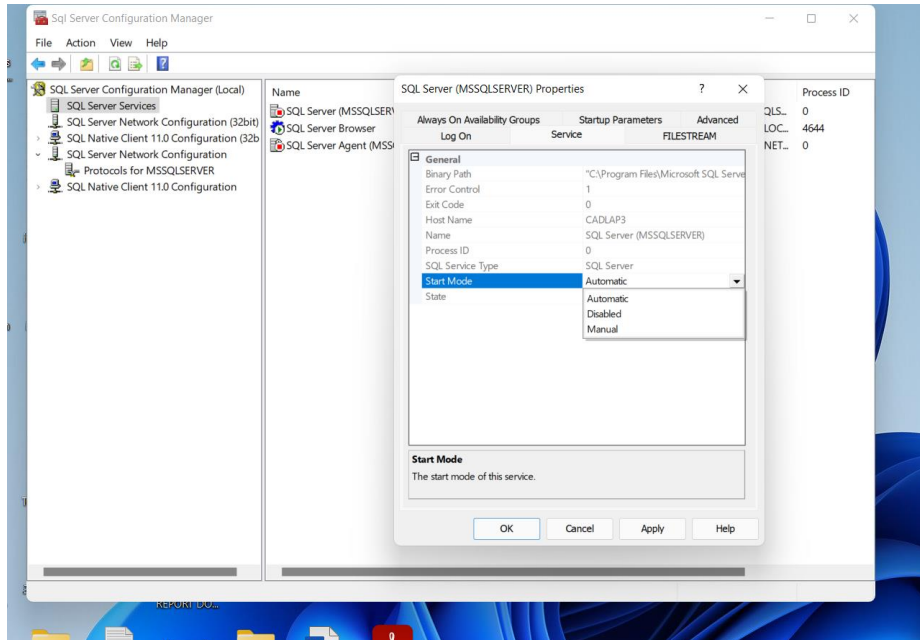 Sql Server Configuration Manager
File Action View Help
SQL Server Configuration Manager (Local)
SQL Server Services
SQL Server Network Configuration (32bit)
SQL Native Client 11.0 Configuration (32b
SQL Server Network Configuration
Protocols for MSSQLSERVER
SQL Native Client 11.0 Configuration
Name
SQL Server (MSSQLSERV
SQL Server Browser
SQL Server Agent (MSS
Process ID
QLS... 0
LOC... 4644
NET... 0
SQL Server (MSSQLSERVER) Properties ?
Always On Availability Groups Startup Parameters Advanced
Log On Service FILESTREAM
General
Binary Path "C:\Program Files\Microsoft SQL Serve
Error Control 1
Exit Code 0
Host Name CADLAP3
Name SQL Server (MSSQLSERVER)
Process ID 0
SQL Service Type SQL Server
Start Mode Automatic
State
Automatic
Disabled
Manual
Start Mode
The start mode of this service.
OK Cancel Apply Help
REPORT DO...